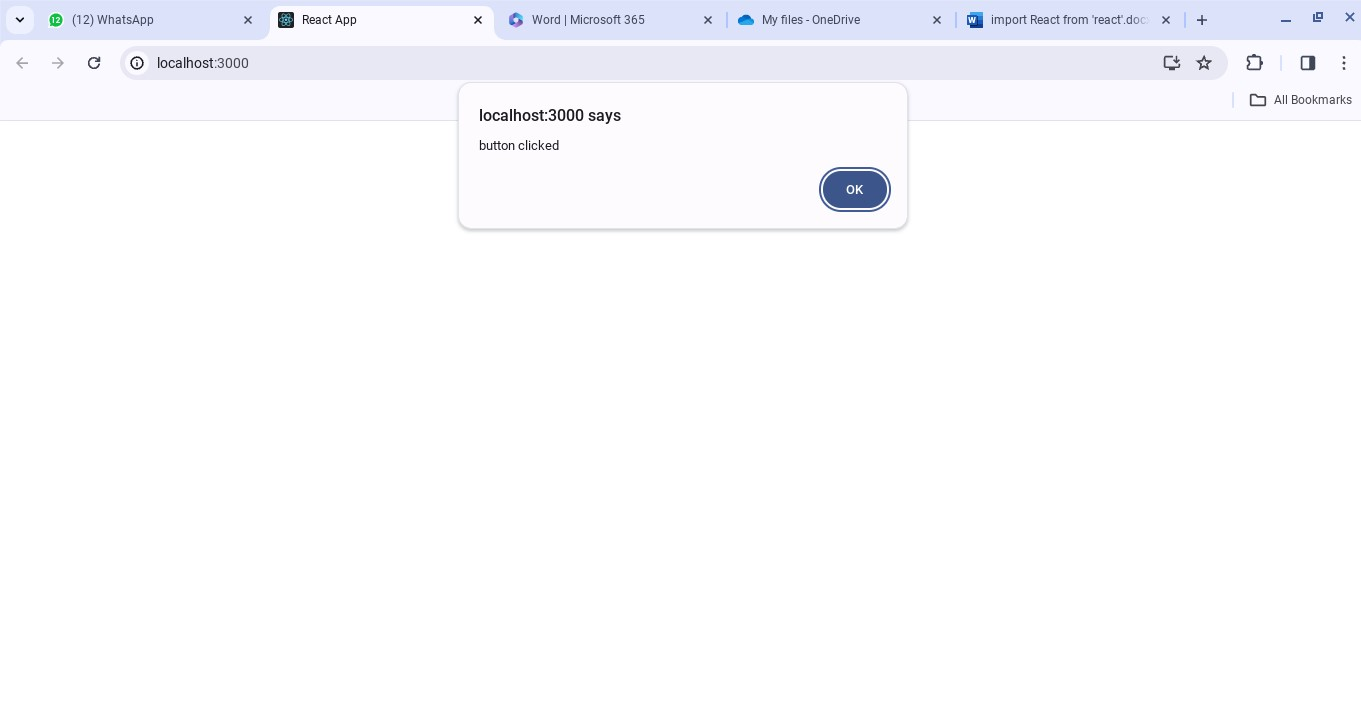 12 (12) WhatsApp
React App
Word | Microsoft 365
My files - OneDrive
import React from 'react'.doc
localhost:3000
All Bookmarks
localhost:3000 says
button clicked
OK